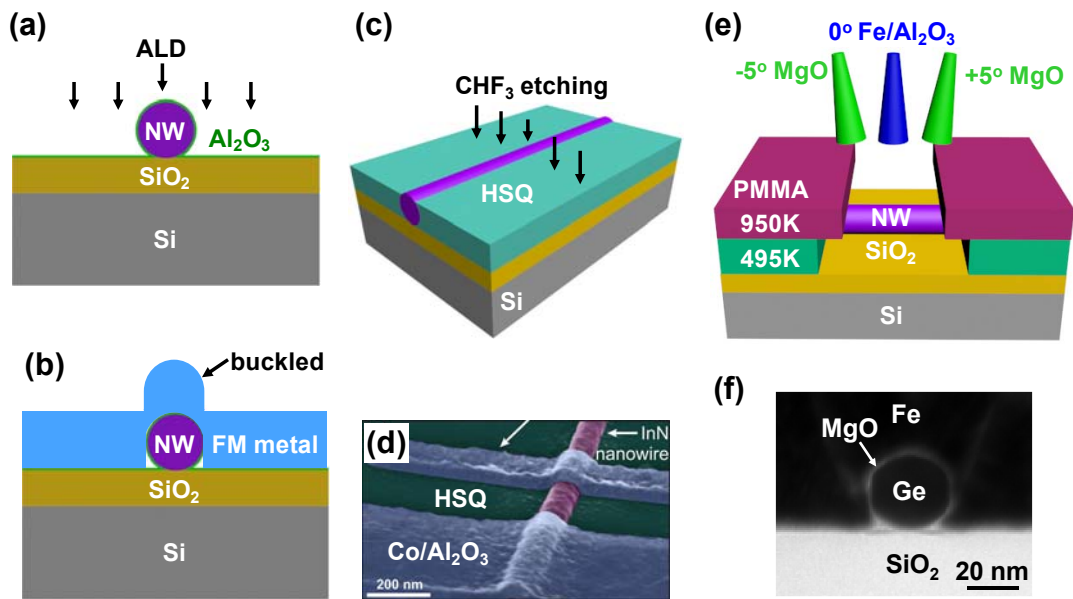 (a)
ALD
NW
Al₂O₃
SiO₂
Si
(b)
buckled
NW
FM metal
SiO₂
Si
(c)
CHF₃ etching
HSQ
Si
(d)
InN
nanowire
HSQ
Co/Al₂O₃
200 nm
(e)
0° Fe/Al₂O₃
-5° MgO
+5° MgO
PMMA
950K
NW
495K
SiO₂
Si
(f)
Fe
MgO
Ge
SiO₂
20 nm